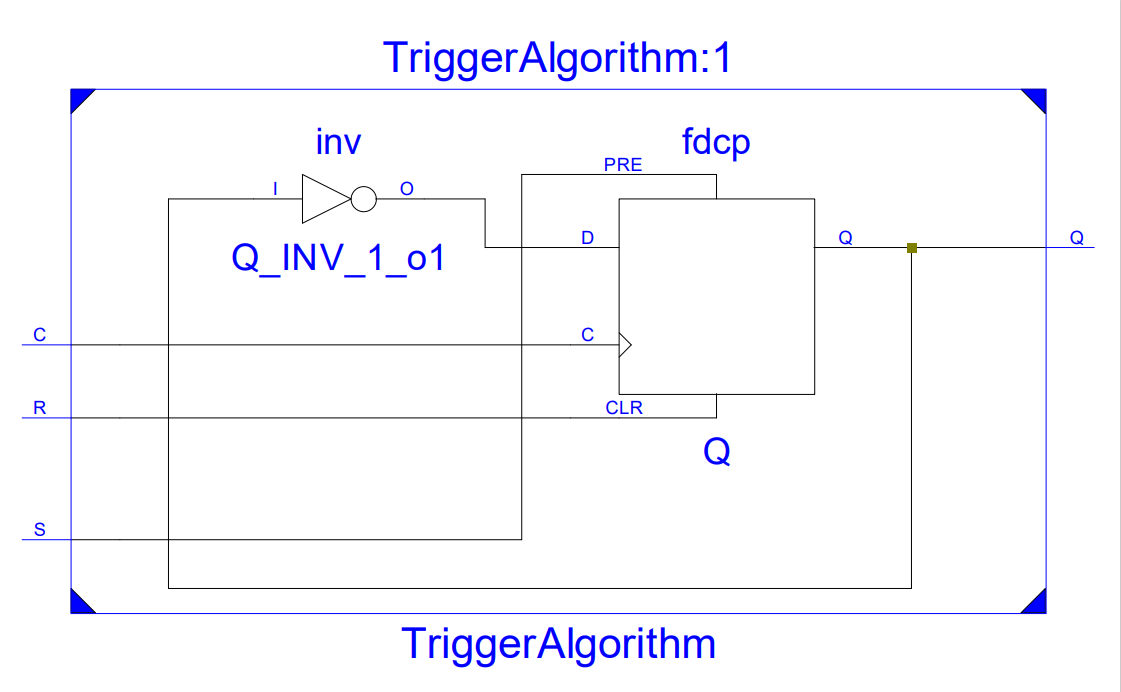 TriggerAlgorithm:1
inv
fdcp
PRE
I
O
D
Q
Q
Q_INV_1_o1
C
C
R
CLR
Q
S
TriggerAlgorithm